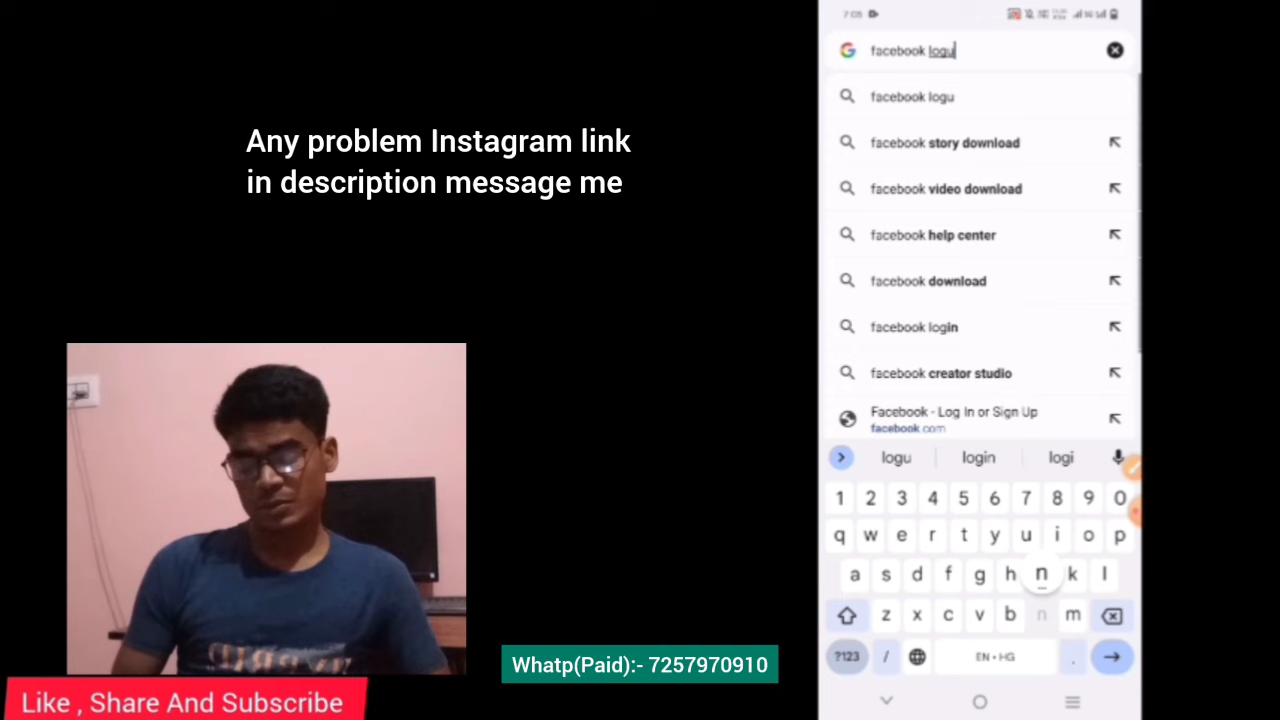 Any problem Instagram link
in description message me
Whatp(Paid):- 7257970910
Like , Share And Subscribe
7:05
facebook logu
facebook logu
facebook story download
facebook video download
facebook help center
facebook download
facebook login
facebook creator studio
Facebook - Log In or Sign Up
facebook.com
logu login logi
1 2 3 4 5 6 7 8 9 0
q w e r t y u i o p
a s d f g h n k l
z x c v b n m
?123 / EN • HG .